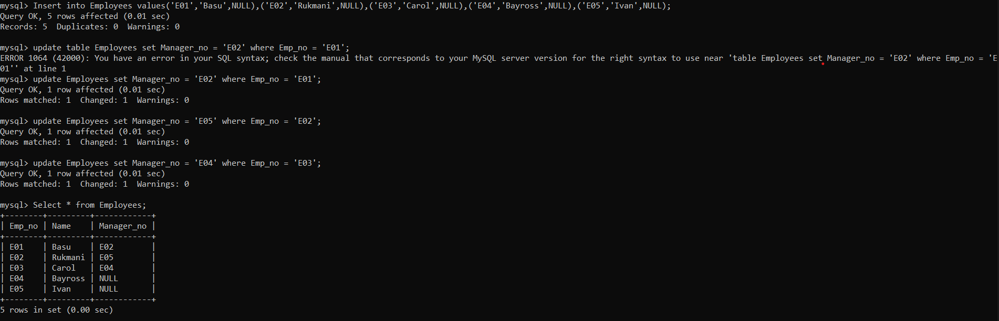 mysql> Insert into Employees values('E01','Basu',NULL),('E02','Rukmani',NULL),('E03','Carol',NULL),('E04','Bayross',NULL),('E05','Ivan',NULL);
Query OK, 5 rows affected (0.01 sec)
Records: 5  Duplicates: 0  Warnings: 0

mysql> update table Employees set Manager_no = 'E02' where Emp_no = 'E01';
ERROR 1064 (42000): You have an error in your SQL syntax; check the manual that corresponds to your MySQL server version for the right syntax to use near 'table Employees set Manager_no = 'E02' where Emp_no = 'E
01'' at line 1
mysql> update Employees set Manager_no = 'E02' where Emp_no = 'E01';
Query OK, 1 row affected (0.01 sec)
Rows matched: 1  Changed: 1  Warnings: 0

mysql> update Employees set Manager_no = 'E05' where Emp_no = 'E02';
Query OK, 1 row affected (0.01 sec)
Rows matched: 1  Changed: 1  Warnings: 0

mysql> update Employees set Manager_no = 'E04' where Emp_no = 'E03';
Query OK, 1 row affected (0.01 sec)
Rows matched: 1  Changed: 1  Warnings: 0

mysql> Select * from Employees;
+--------+---------+------------+
| Emp_no | Name    | Manager_no |
+--------+---------+------------+
| E01    | Basu    | E02        |
| E02    | Rukmani | E05        |
| E03    | Carol   | E04        |
| E04    | Bayross | NULL       |
| E05    | Ivan    | NULL       |
+--------+---------+------------+
5 rows in set (0.00 sec)